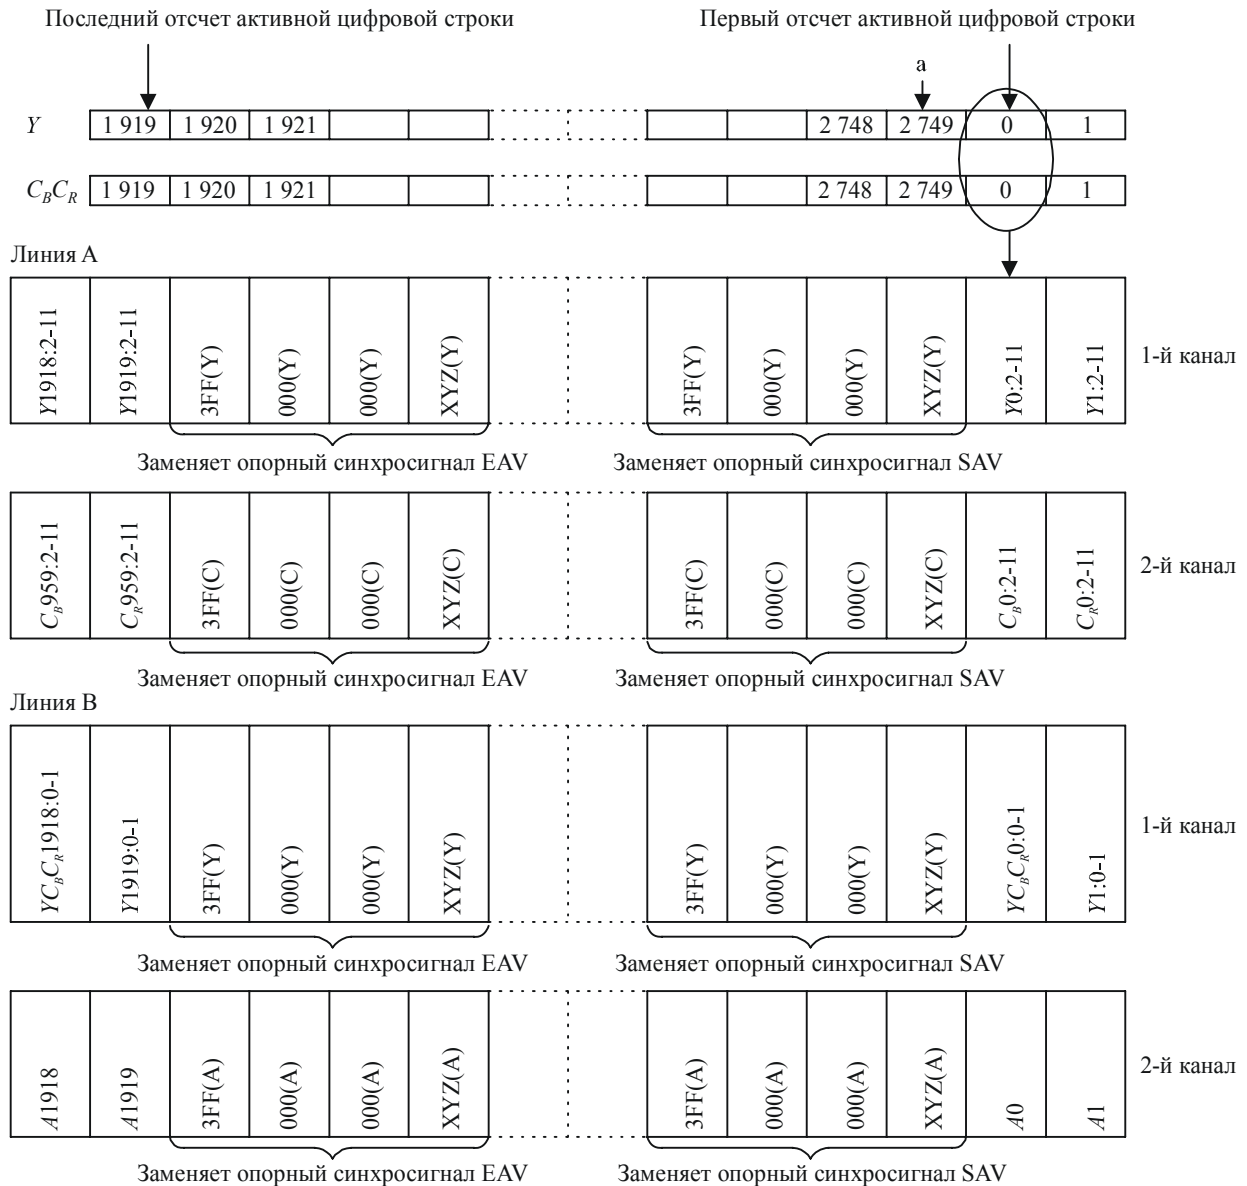 Последний отсчет активной цифровой строки Первый отсчет активной цифровой строки
a
Y 1 919 1 920 1 921 2 748 2 749 0 1
CBCR 1 919 1 920 1 921 2 748 2 749 0 1
Линия A
Y1918:2-11 Y1919:2-11 3FF(Y) 000(Y) 000(Y) XYZ(Y) 3FF(Y) 000(Y) 000(Y) XYZ(Y) Y0:2-11 Y1:2-11 1-й канал
Заменяет опорный синхросигнал EAV Заменяет опорный синхросигнал SAV
CB959:2-11 CR959:2-11 3FF(C) 000(C) 000(C) XYZ(C) 3FF(C) 000(C) 000(C) XYZ(C) CB0:2-11 CR0:2-11 2-й канал
Заменяет опорный синхросигнал EAV Заменяет опорный синхросигнал SAV
Линия B
YCBCR1918:0-1 Y1919:0-1 3FF(Y) 000(Y) 000(Y) XYZ(Y) 3FF(Y) 000(Y) 000(Y) XYZ(Y) YCBCR0:0-1 Y1:0-1 1-й канал
Заменяет опорный синхросигнал EAV Заменяет опорный синхросигнал SAV
A1918 A1919 3FF(A) 000(A) 000(A) XYZ(A) 3FF(A) 000(A) 000(A) XYZ(A) A0 A1 2-й канал
Заменяет опорный синхросигнал EAV Заменяет опорный синхросигнал SAV